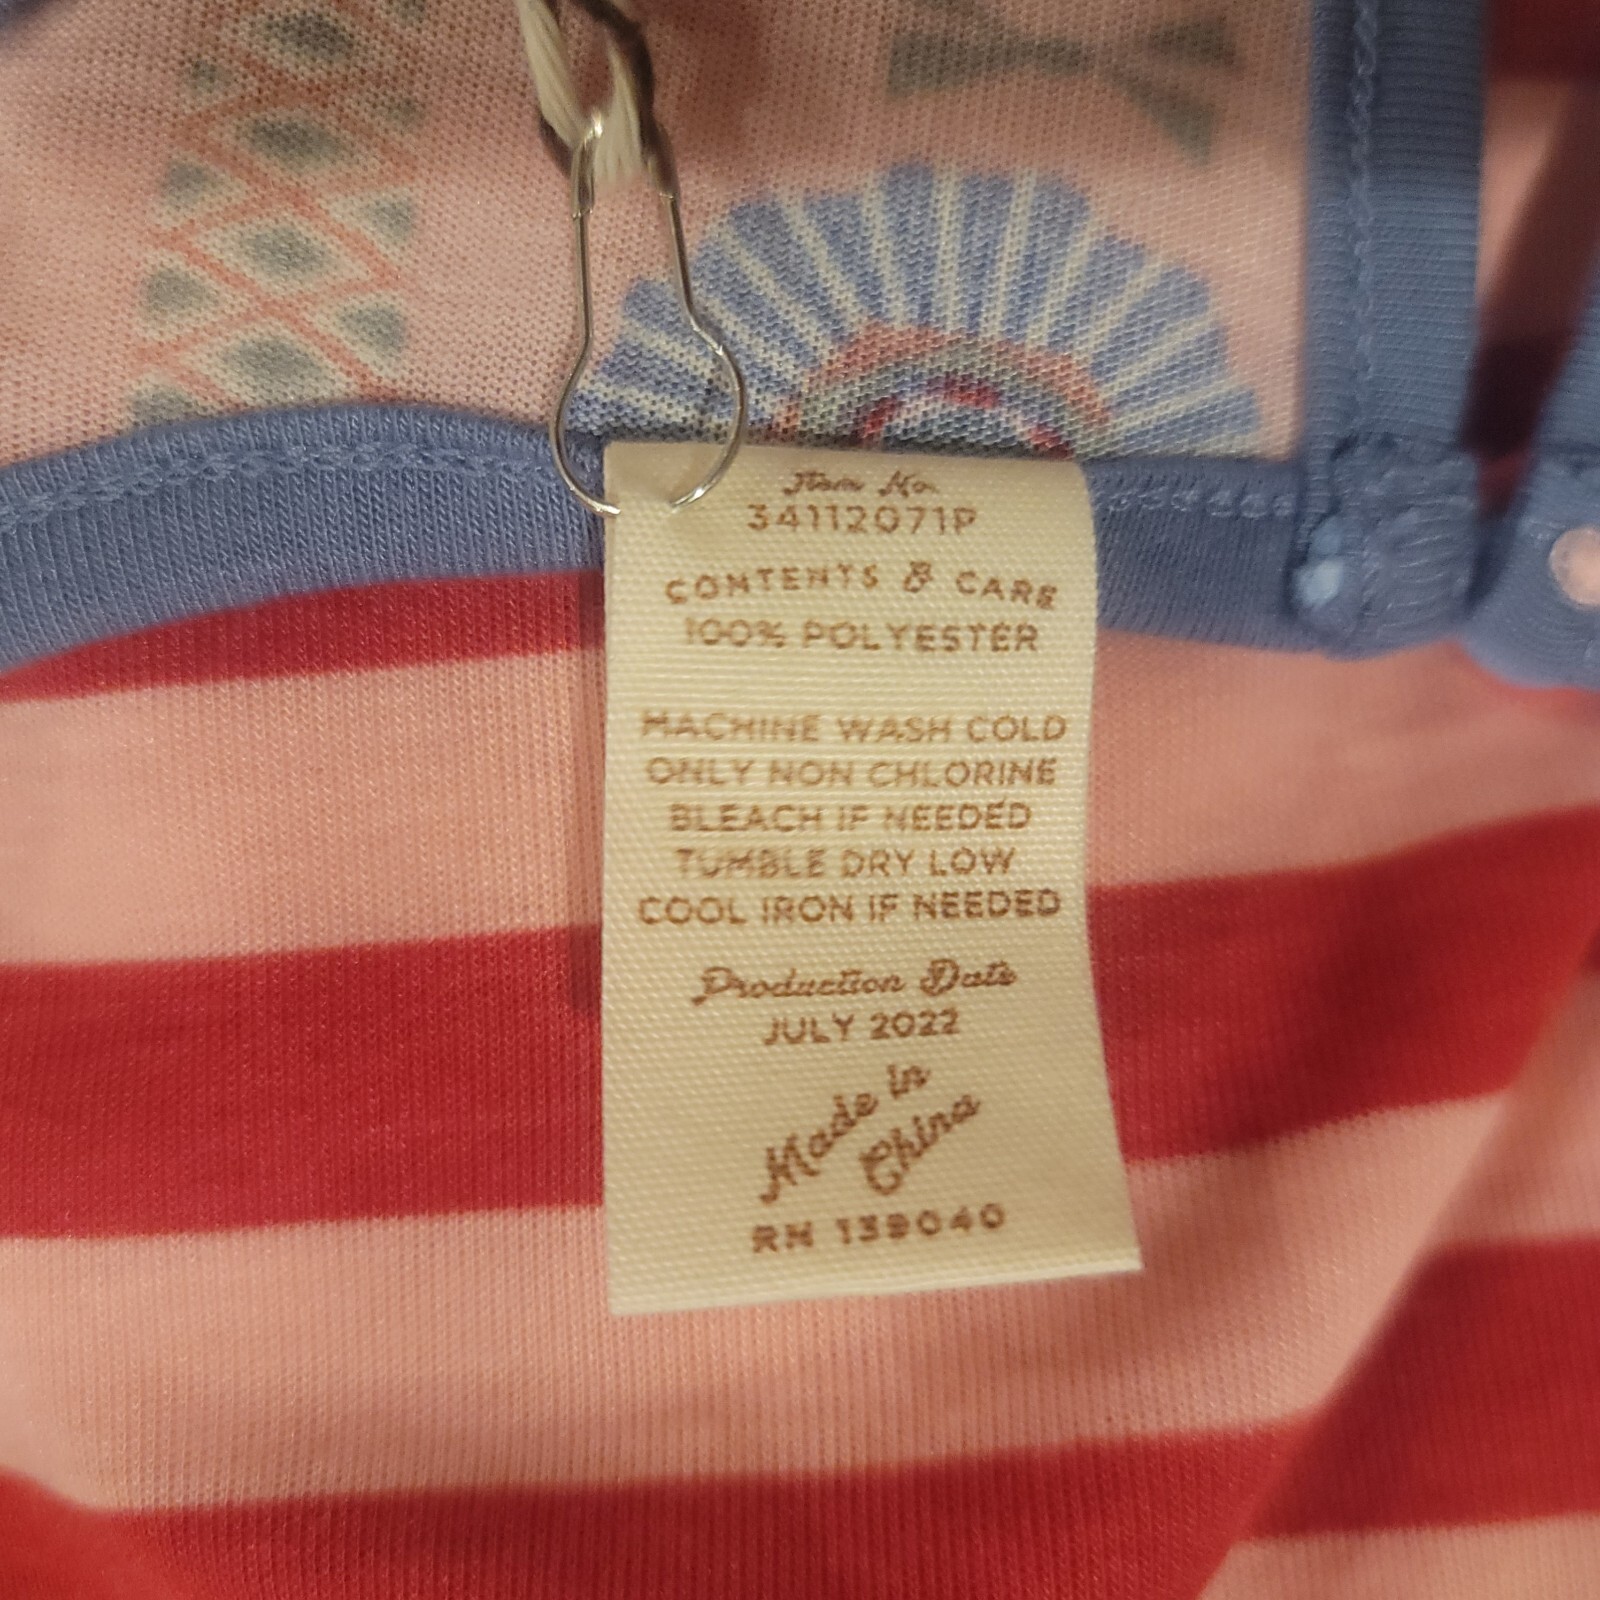 Item No.
34112071P
CONTENTS & CARE
100% POLYESTER
MACHINE WASH COLD
ONLY NON CHLORINE
BLEACH IF NEEDED
TUMBLE DRY LOW
COOL IRON IF NEEDED
Production Date
JULY 2022
Made in
China
RN 139040